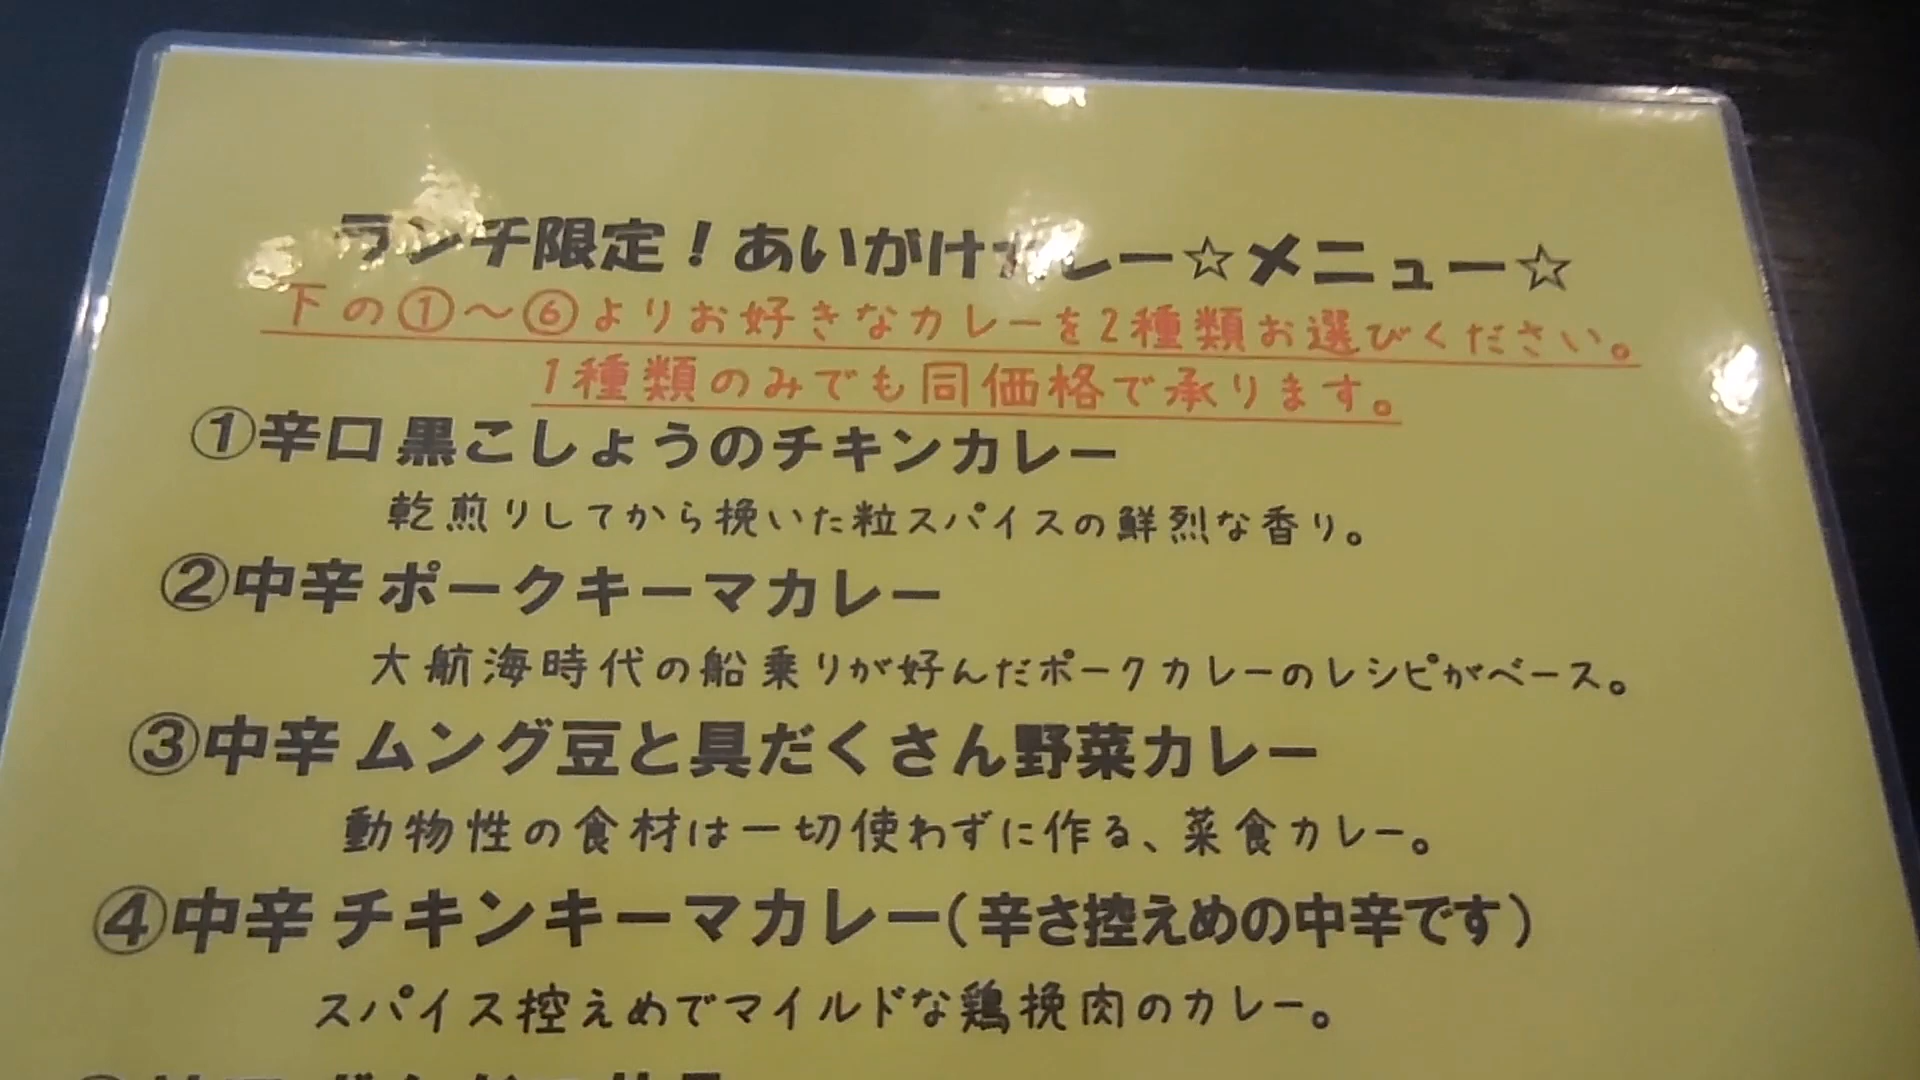 ランチ限定！あいがけカレー☆メニュー☆
下の①～⑥よりお好きなカレーを2種類お選びください。
1種類のみでも同価格で承ります。
①辛口 黒こしょうのチキンカレー
乾煎りしてから挽いた粒スパイスの鮮烈な香り。
②中辛 ポークキーマカレー
大航海時代の船乗りが好んだポークカレーのレシピがベース。
③中辛 ムング豆と具だくさん野菜カレー
動物性の食材は一切使わずに作る、菜食カレー。
④中辛 チキンキーマカレー（辛さ控えめの中辛です）
スパイス控えめでマイルドな鶏挽肉のカレー。